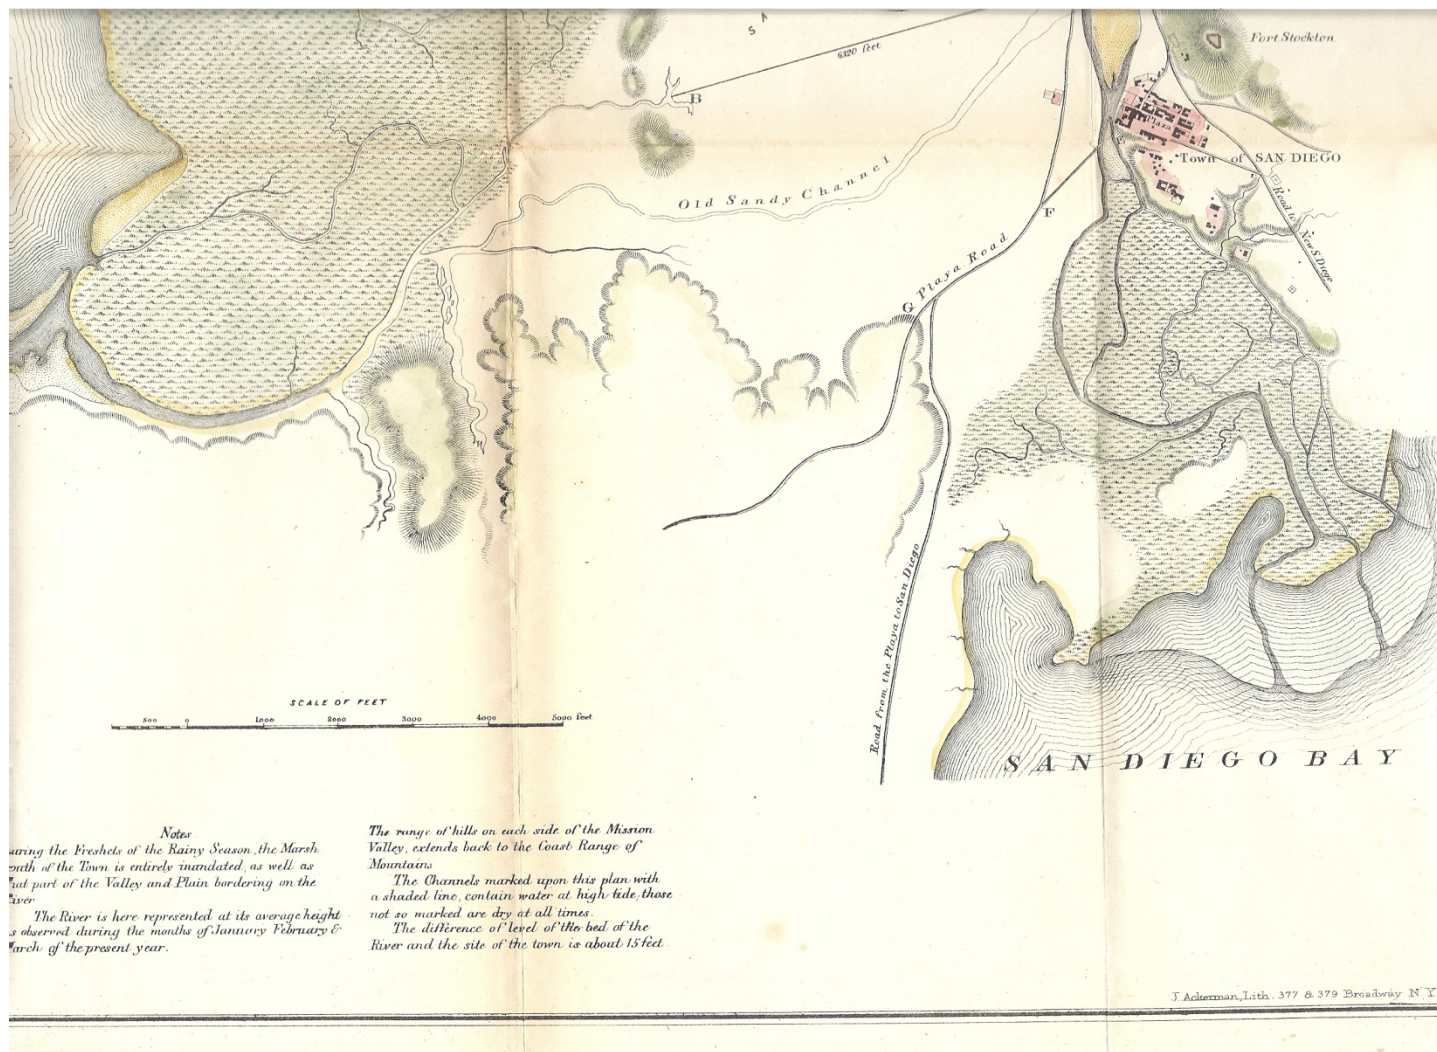 S A
6320 feet
Fort Stockton
B
Plaza
Town of SAN DIEGO
Old Sandy Channel
Road to New S. Diego
F
G Playa Road
Road from the Playa to San Diego
SCALE OF FEET
500 0 1000 2000 3000 4000 5000 feet
SAN DIEGO BAY
Notes
uring the Freshets of the Rainy Season, the Marsh
outh of the Town is entirely inundated, as well as
hat part of the Valley and Plain bordering on the
iver
The River is here represented at its average height
s observed during the months of January February &
arch of the present year.
The range of hills on each side of the Mission
Valley, extends back to the Coast Range of
Mountains
The Channels marked upon this plan with
a shaded line, contain water at high tide, those
not so marked are dry at all times.
The difference of level of the bed of the
River and the site of the town is about 15 feet
J. Ackerman, Lith. 377 & 379 Broadway N.Y